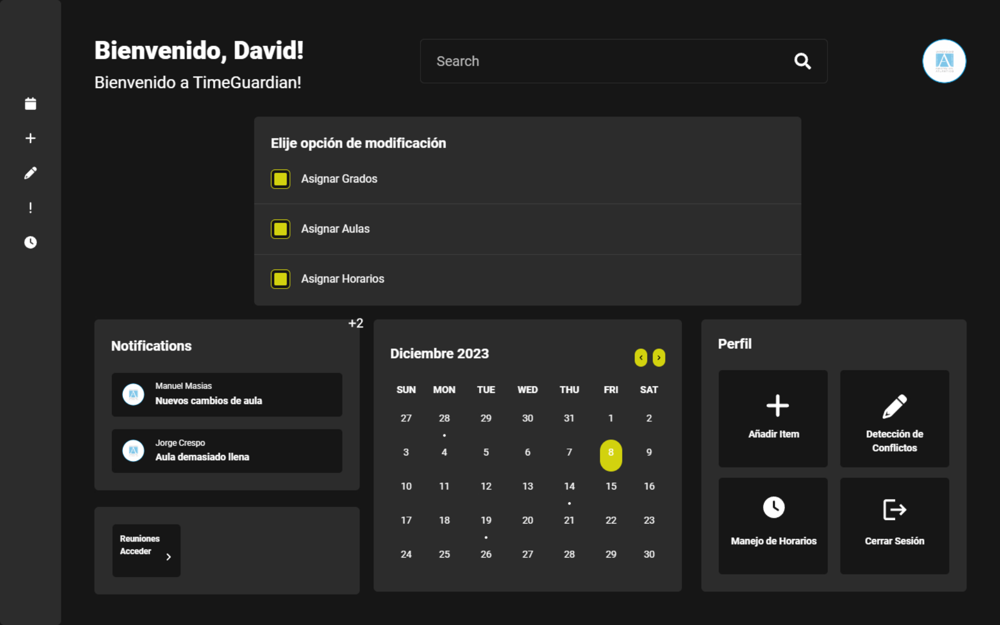 Bienvenido, David!
Bienvenido a TimeGuardian!
Search
Elije opción de modificación
Asignar Grados
Asignar Aulas
Asignar Horarios
+2
Notifications
Manuel Masias
Nuevos cambios de aula
Jorge Crespo
Aula demasiado llena
Reuniones
Acceder
Diciembre 2023
SUN MON TUE WED THU FRI SAT
27 28 29 30 31 1 2
3 4 5 6 7 8 9
10 11 12 13 14 15 16
17 18 19 20 21 22 23
24 25 26 27 28 29 30
Perfil
Añadir Item
Detección de
Conflictos
Manejo de Horarios
Cerrar Sesión